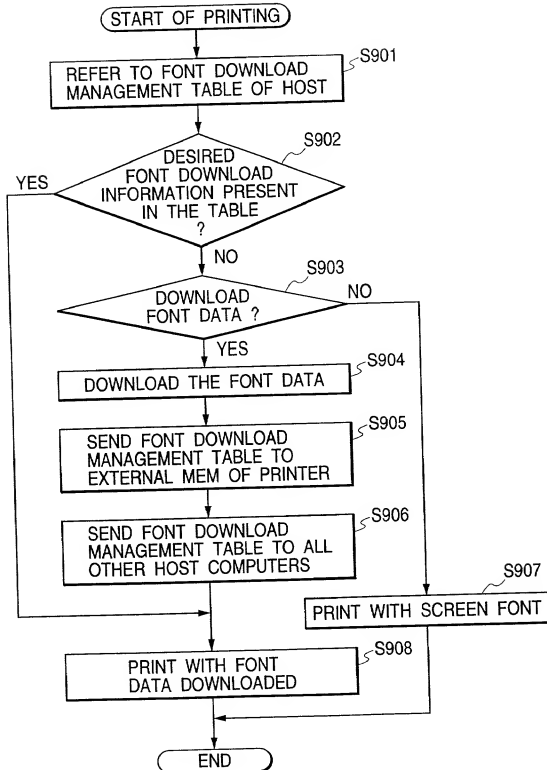 START OF PRINTING
S901
REFER TO FONT DOWNLOAD
MANAGEMENT TABLE OF HOST
S902
DESIRED
FONT DOWNLOAD
INFORMATION PRESENT
IN THE TABLE
?
YES
NO
S903
DOWNLOAD
FONT DATA ?
NO
YES
S904
DOWNLOAD THE FONT DATA
S905
SEND FONT DOWNLOAD
MANAGEMENT TABLE TO
EXTERNAL MEM OF PRINTER
S906
SEND FONT DOWNLOAD
MANAGEMENT TABLE TO ALL
OTHER HOST COMPUTERS
S907
PRINT WITH SCREEN FONT
S908
PRINT WITH FONT
DATA DOWNLOADED
END